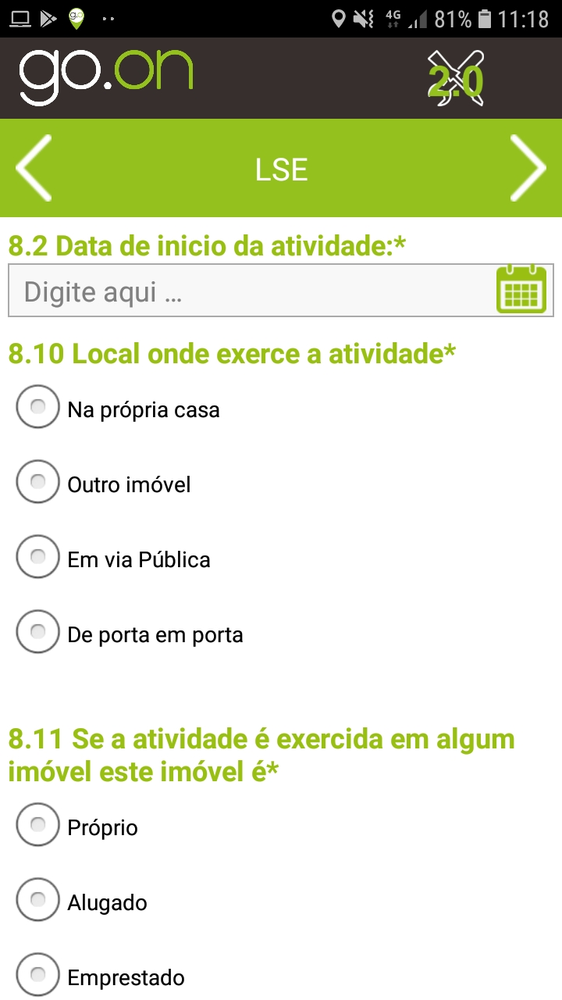 4G 81% 11:18
go.on 2.0
LSE
8.2 Data de inicio da atividade:*
Digite aqui ...
8.10 Local onde exerce a atividade*
Na própria casa
Outro imóvel
Em via Pública
De porta em porta
8.11 Se a atividade é exercida em algum
imóvel este imóvel é*
Próprio
Alugado
Emprestado